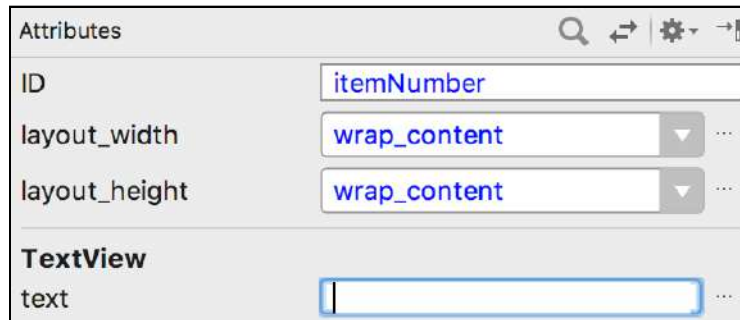 Attributes
ID itemNumber
layout_width wrap_content ...
layout_height wrap_content ...
TextView
text ...